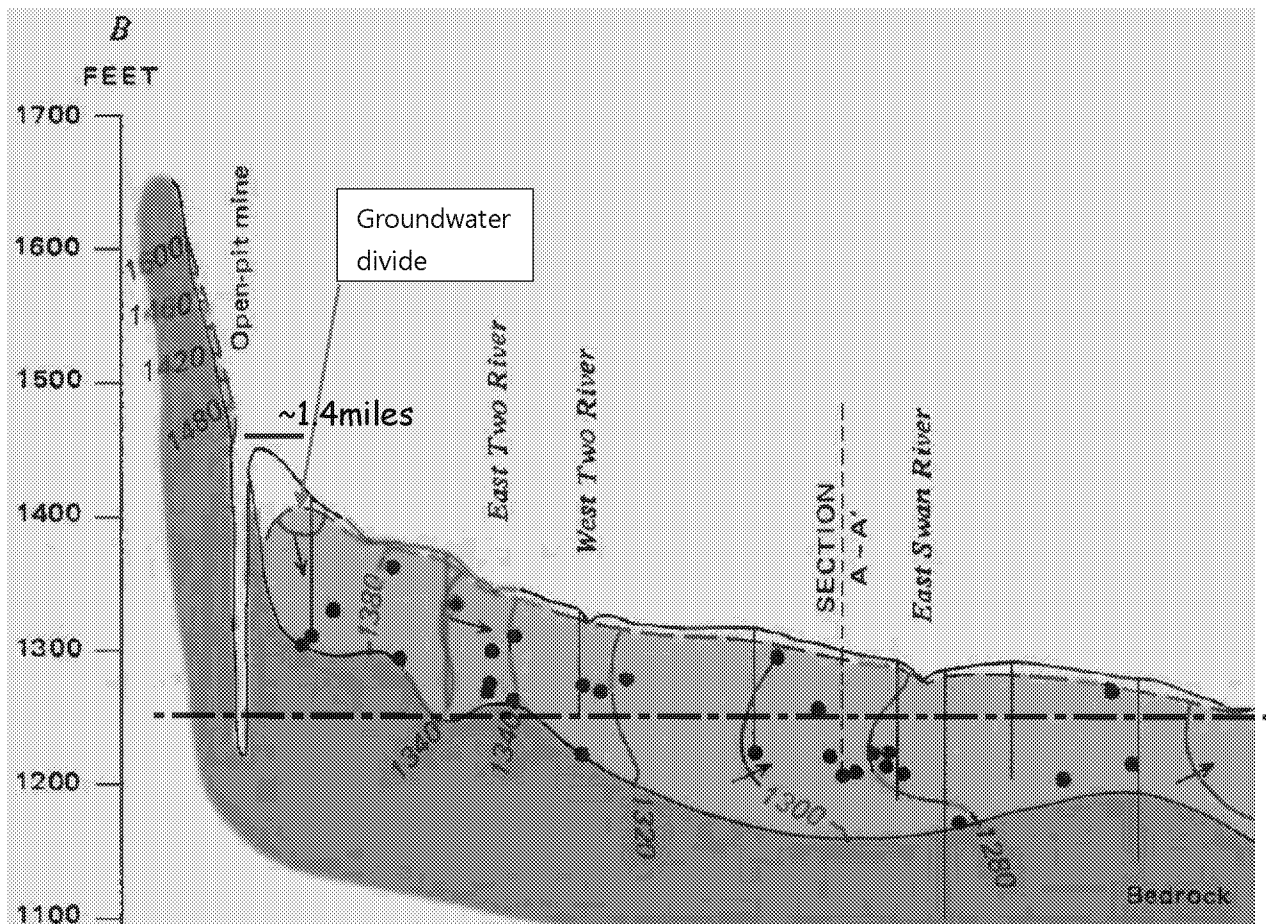 B
FEET
1700
1600
1500
1400
1300
1200
1100
Open-pit mine
Groundwater
divide
1460
1420
1480
~1.4miles
East Two River
West Two River
SECTION
A-A'
East Swan River
1380
1340
1340
1320
1300
1280
Bedrock